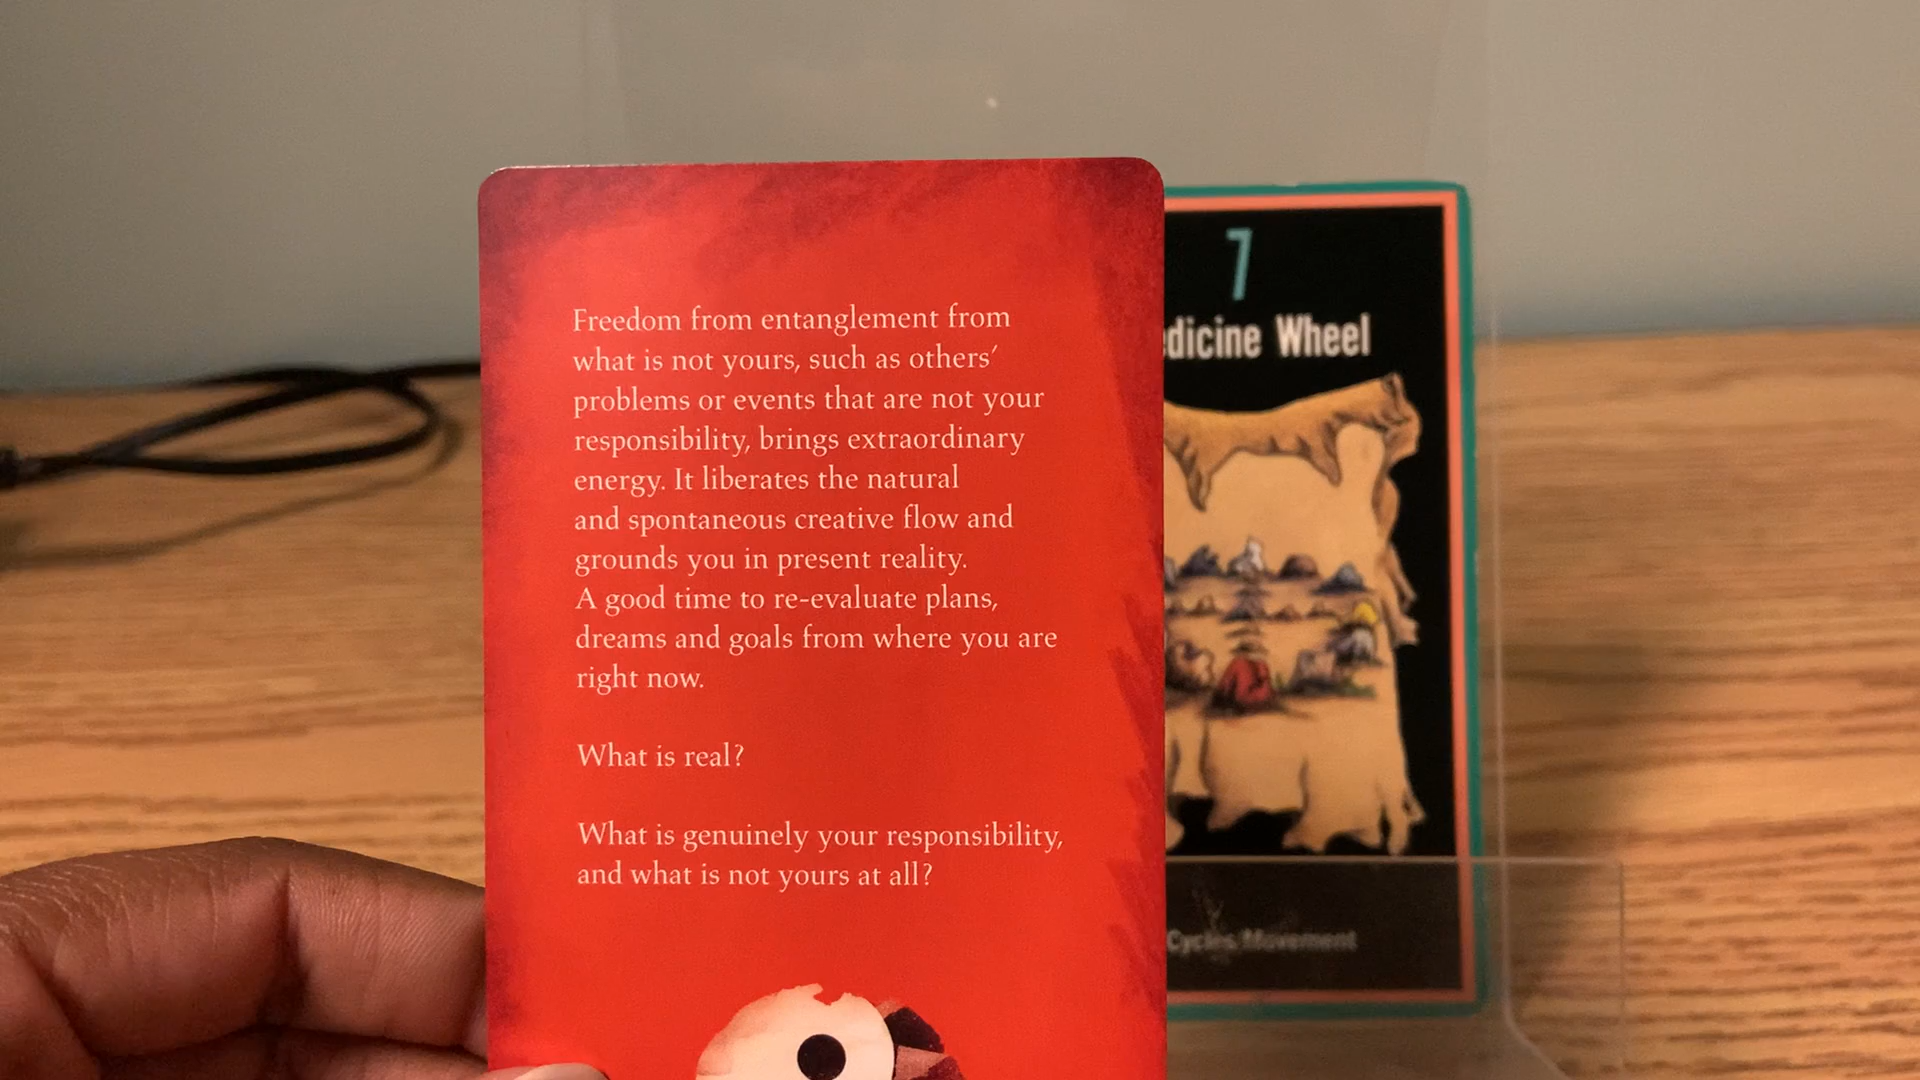 Freedom from entanglement from
what is not yours, such as others’
problems or events that are not your
responsibility, brings extraordinary
energy. It liberates the natural
and spontaneous creative flow and
grounds you in present reality.
A good time to re-evaluate plans,
dreams and goals from where you are
right now.
What is real?
What is genuinely your responsibility,
and what is not yours at all?
7
dicine Wheel
Cycles/Movement